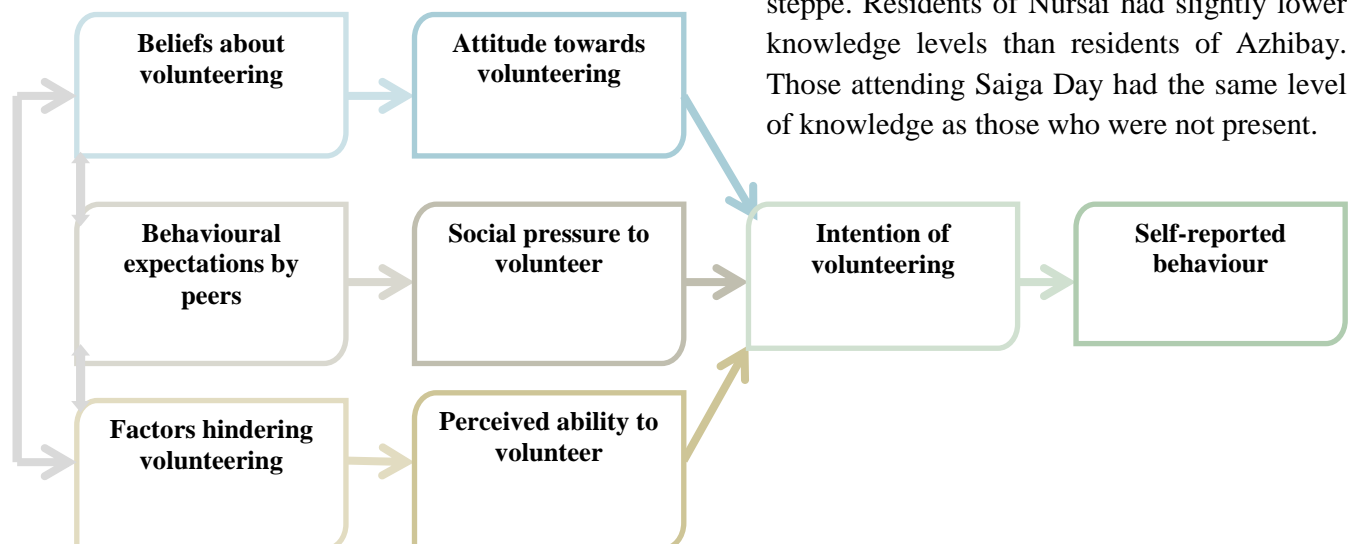 steppe. Residents of Nursai had slightly lower
knowledge levels than residents of Azhibay.
Those attending Saiga Day had the same level
of knowledge as those who were not present.
Beliefs about
volunteering
Attitude towards
volunteering
Behavioural
expectations by
peers
Social pressure to
volunteer
Intention of
volunteering
Self-reported
behaviour
Factors hindering
volunteering
Perceived ability to
volunteer